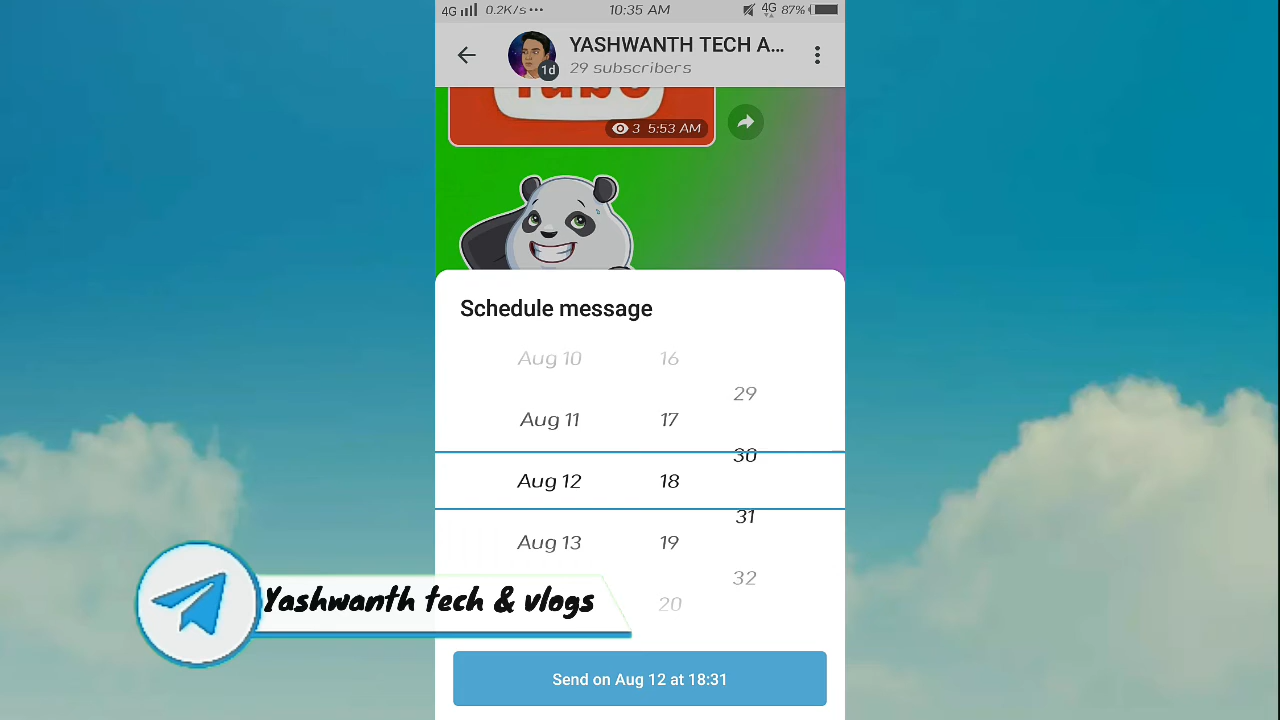 4G 0.2K/s ••• 10:35 AM 4G 87%
YASHWANTH TECH A...
1d 29 subscribers
3 5:53 AM
Schedule message
Aug 10 16
29
Aug 11 17
30
Aug 12 18
31
Aug 13 19
32
Yashwanth tech & vlogs 20
Send on Aug 12 at 18:31